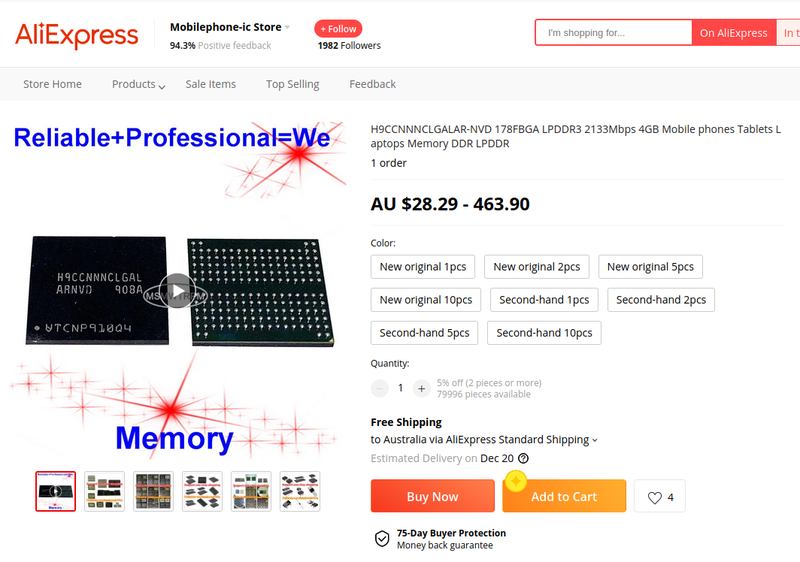 AliExpress
Mobilephone-ic Store
+ Follow
94.3% Positive feedback
1982 Followers
I'm shopping for...
On AliExpress
In t
Store Home
Products
Sale Items
Top Selling
Feedback
Reliable+Professional=We
H9CCNNNCLGAL
ARNVD 908A
WTCNP910Q4
Memory
H9CCNNNCLGALAR-NVD 178FBGA LPDDR3 2133Mbps 4GB Mobile phones Tablets L
aptops Memory DDR LPDDR
1 order
AU $28.29 - 463.90
Color:
New original 1pcs
New original 2pcs
New original 5pcs
New original 10pcs
Second-hand 1pcs
Second-hand 2pcs
Second-hand 5pcs
Second-hand 10pcs
Quantity:
1
5% off (2 pieces or more)
79996 pieces available
Free Shipping
to Australia via AliExpress Standard Shipping
Estimated Delivery on Dec 20
Buy Now
Add to Cart
4
75-Day Buyer Protection
Money back guarantee